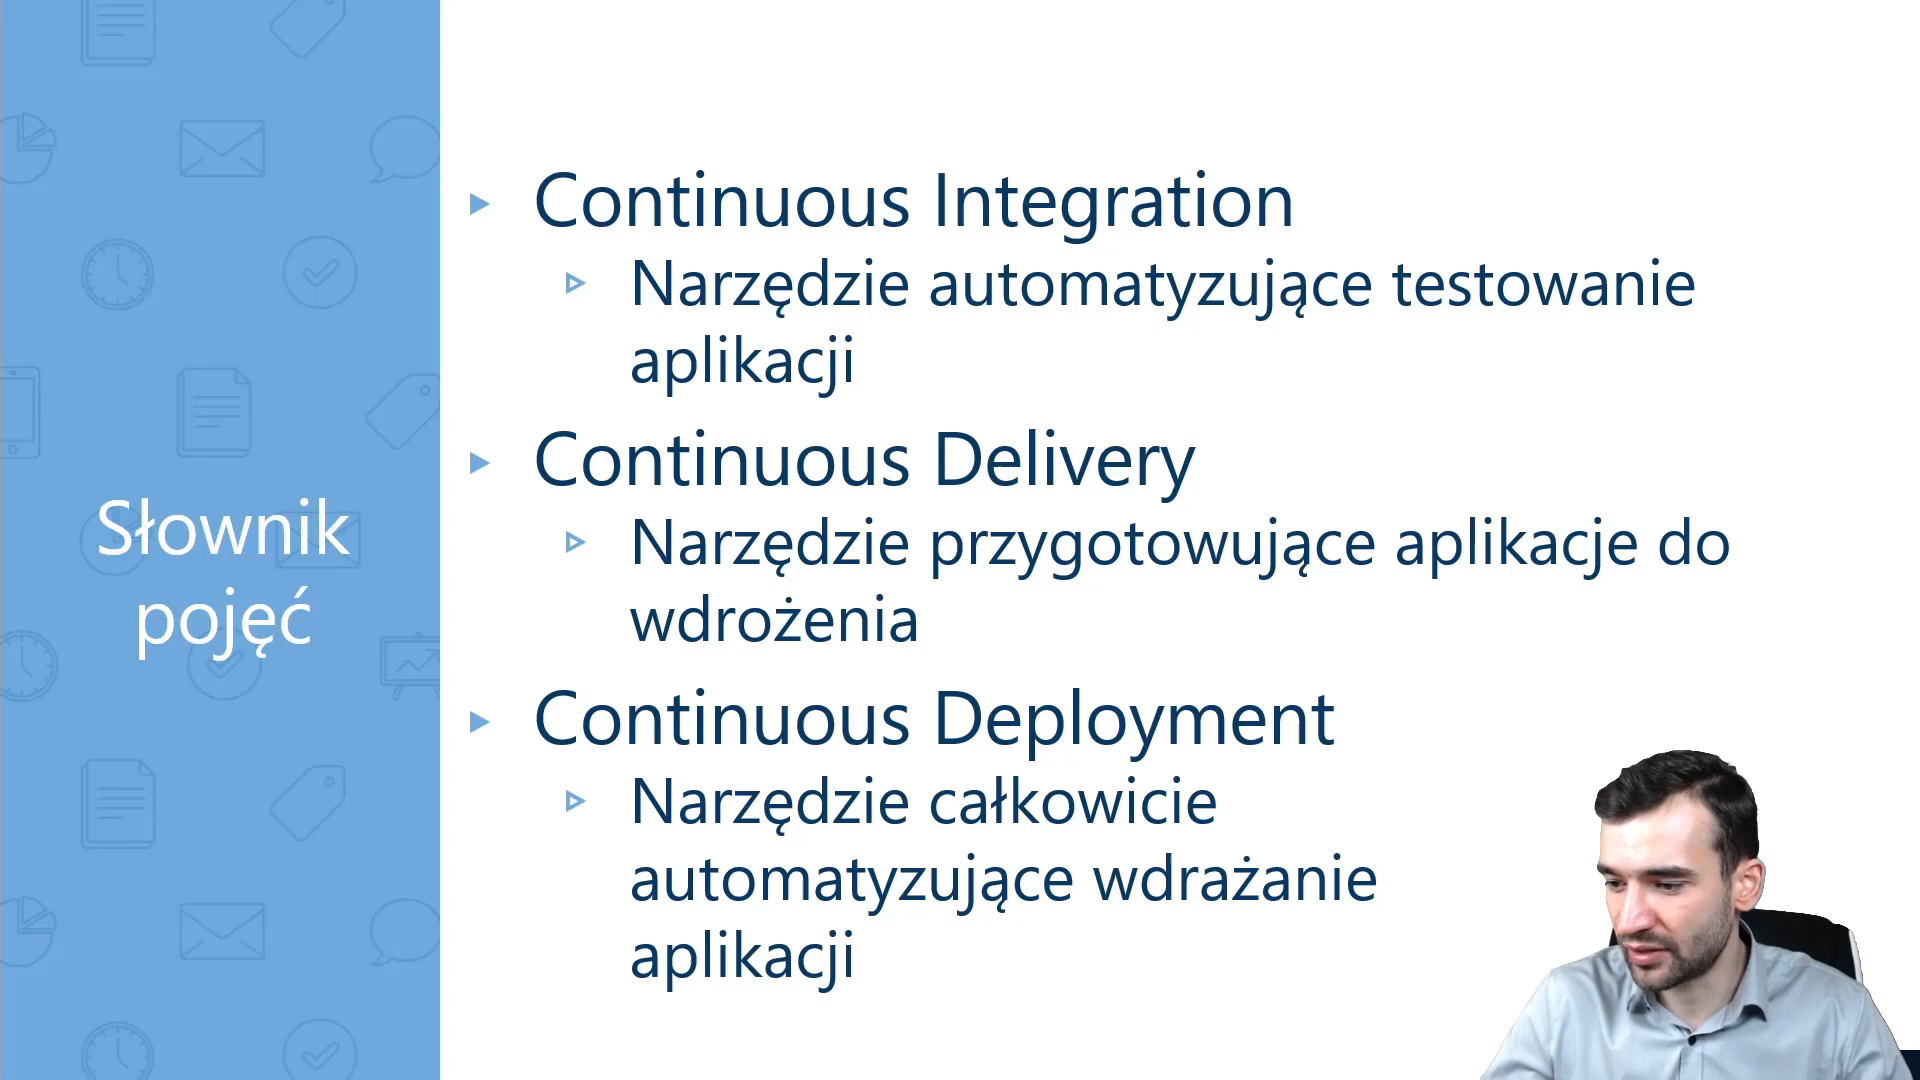 Słownik
pojęć
Continuous Integration
Narzędzie automatyzujące testowanie
aplikacji
Continuous Delivery
Narzędzie przygotowujące aplikacje do
wdrożenia
Continuous Deployment
Narzędzie całkowicie
automatyzujące wdrażanie
aplikacji